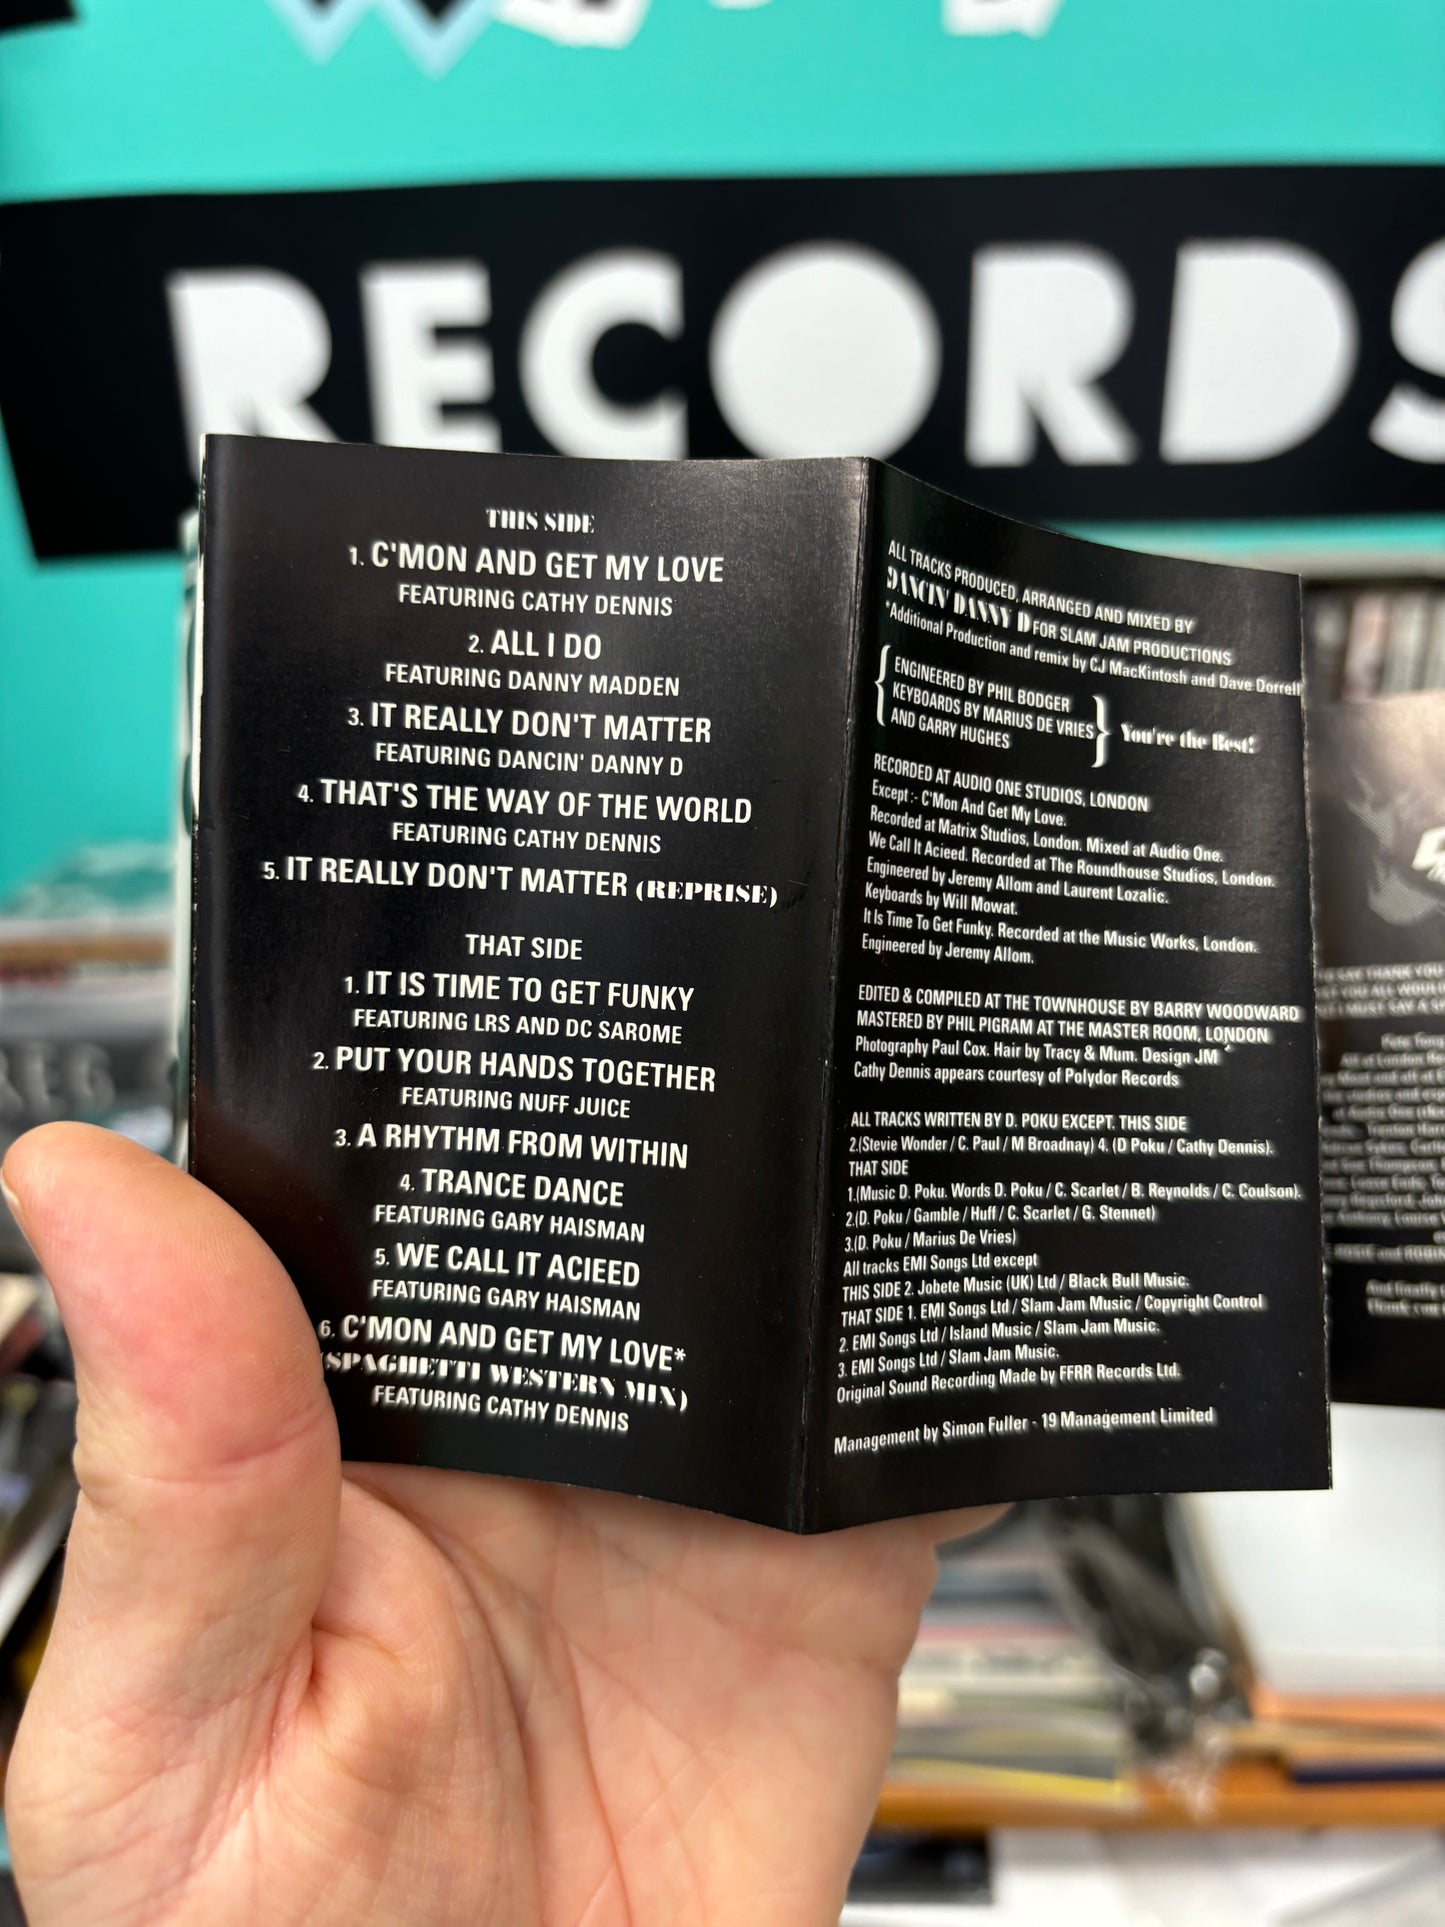 RECORDS
THIS SIDE
1. C'MON AND GET MY LOVE
FEATURING CATHY DENNIS
2. ALL I DO
FEATURING DANNY MADDEN
3. IT REALLY DON'T MATTER
FEATURING DANCIN' DANNY D
4. THAT'S THE WAY OF THE WORLD
FEATURING CATHY DENNIS
5. IT REALLY DON'T MATTER (REPRISE)
THAT SIDE
1. IT IS TIME TO GET FUNKY
FEATURING LRS AND DC SAROME
2. PUT YOUR HANDS TOGETHER
FEATURING NUFF JUICE
3. A RHYTHM FROM WITHIN
4. TRANCE DANCE
FEATURING GARY HAISMAN
5. WE CALL IT ACIEED
FEATURING GARY HAISMAN
6. C'MON AND GET MY LOVE*
(SPAGHETTI WESTERN MIX)
FEATURING CATHY DENNIS
ALL TRACKS PRODUCED, ARRANGED AND MIXED BY
DANCIN' DANNY D FOR SLAM JAM PRODUCTIONS
*Additional Production and remix by CJ MacKintosh and Dave Dorrell
ENGINEERED BY PHIL BODGER
KEYBOARDS BY MARIUS DE VRIES
AND GARRY HUGHES
You're the Best!
RECORDED AT AUDIO ONE STUDIOS, LONDON
Except :- C'Mon And Get My Love.
Recorded at Matrix Studios, London. Mixed at Audio One.
We Call It Acieed. Recorded at The Roundhouse Studios, London.
Engineered by Jeremy Allom and Laurent Lozalic.
Keyboards by Will Mowat.
It Is Time To Get Funky. Recorded at the Music Works, London.
Engineered by Jeremy Allom.
EDITED & COMPILED AT THE TOWNHOUSE BY BARRY WOODWARD
MASTERED BY PHIL PIGRAM AT THE MASTER ROOM, LONDON
Photography Paul Cox. Hair by Tracy & Mum. Design JM
Cathy Dennis appears courtesy of Polydor Records
ALL TRACKS WRITTEN BY D. POKU EXCEPT. THIS SIDE
2.(Stevie Wonder / C. Paul / M Broadnay) 4. (D Poku / Cathy Dennis).
THAT SIDE
1.(Music D. Poku. Words D. Poku / C. Scarlet / B. Reynolds / C. Coulson).
2.(D. Poku / Gamble / Huff / C. Scarlet / G. Stennet)
3.(D. Poku / Marius De Vries)
All tracks EMI Songs Ltd except
THIS SIDE 2. Jobete Music (UK) Ltd / Black Bull Music.
THAT SIDE 1. EMI Songs Ltd / Slam Jam Music / Copyright Control
2. EMI Songs Ltd / Island Music / Slam Jam Music.
3. EMI Songs Ltd / Slam Jam Music.
Original Sound Recording Made by FFRR Records Ltd.
Management by Simon Fuller - 19 Management Limited